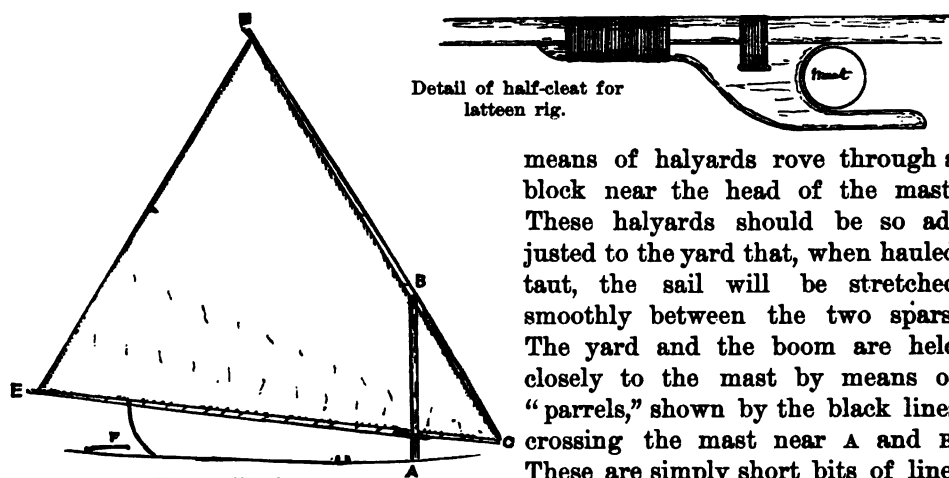 Detail of half-cleat for
latteen rig.
mast
B
E
C
F
A
means of halyards rove through a
block near the head of the mast
These halyards should be so ad
justed to the yard that, when hauled
taut, the sail will be stretched
smoothly between the two spars
The yard and the boom are held
closely to the mast by means o
"parrels," shown by the black line
crossing the mast near A and B
These are simply short bits of line